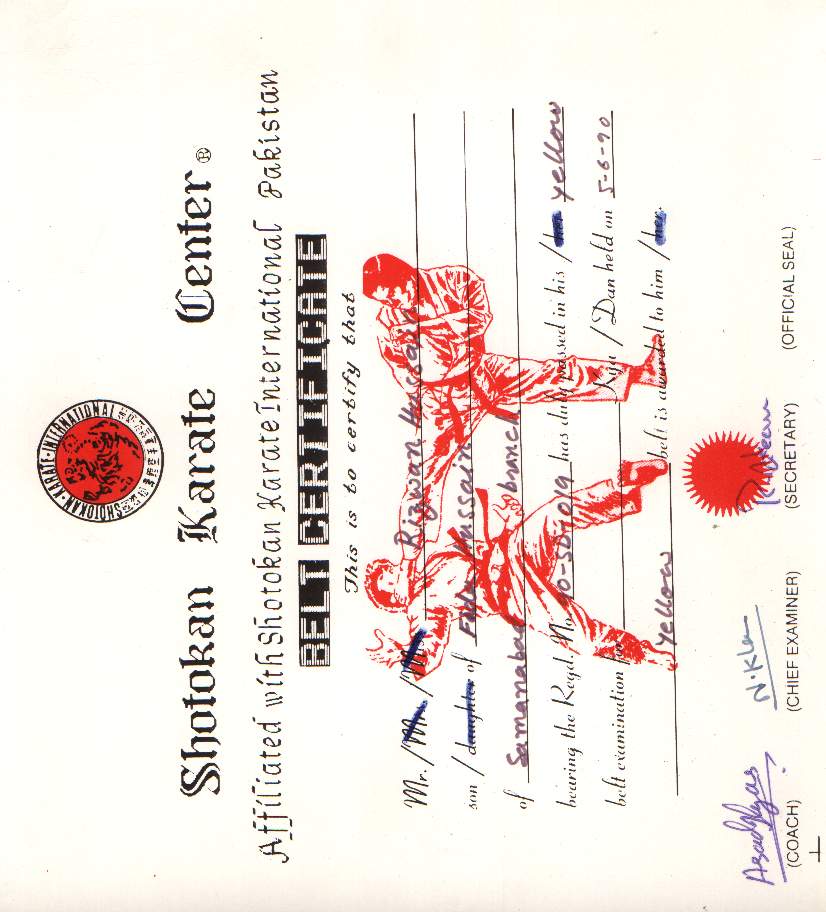 SHOTOKAN·KARATE·INTERNATIONAL
Shotokan Karate Center ®
Affiliated with Shotokan Karate International Pakistan
BELT CERTIFICATE
This is to certify that
Mr./Mn./Mrs. Rizwan Hussain
son / daughter of Fida Hussain
of Samanabad branch
bearing the Regd. No. 90-504019 has duly passed in his / her yellow
belt examination for Kyu / Dan held on 5-6-90
yellow belt is awarded to him / her.
(COACH) (CHIEF EXAMINER) (SECRETARY) (OFFICIAL SEAL)